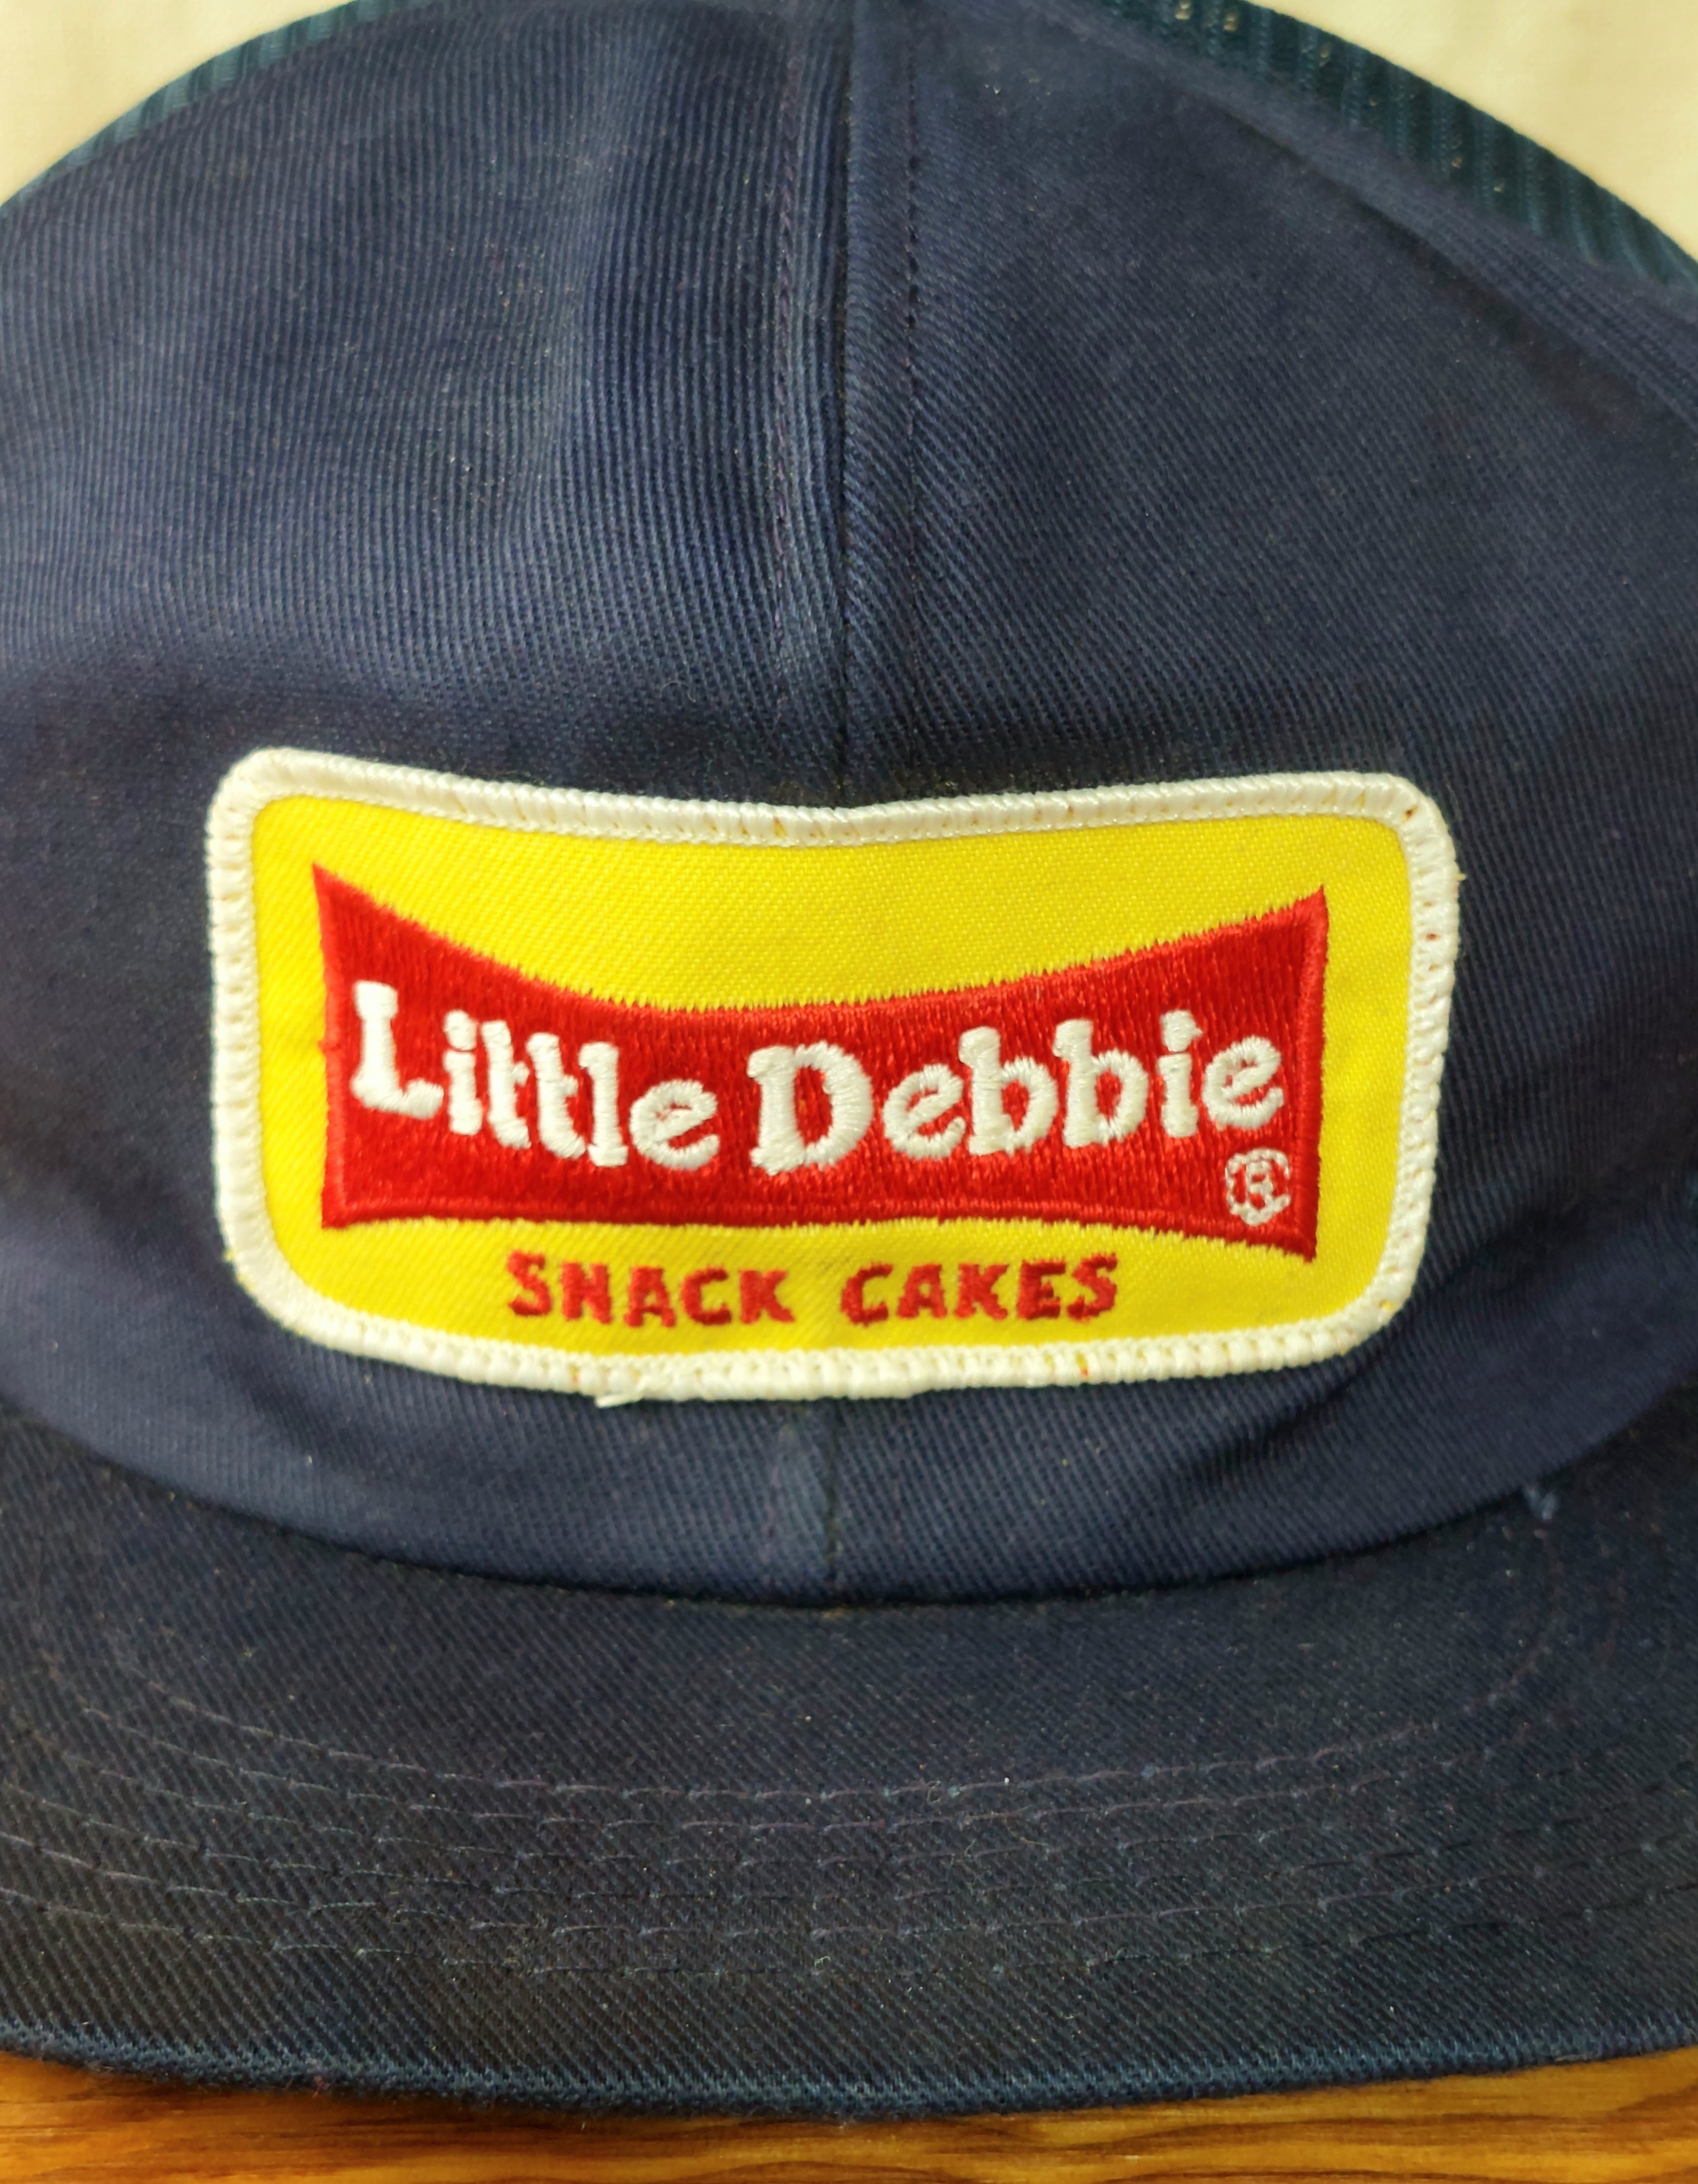 Little Debbie
®
SNACK CAKES